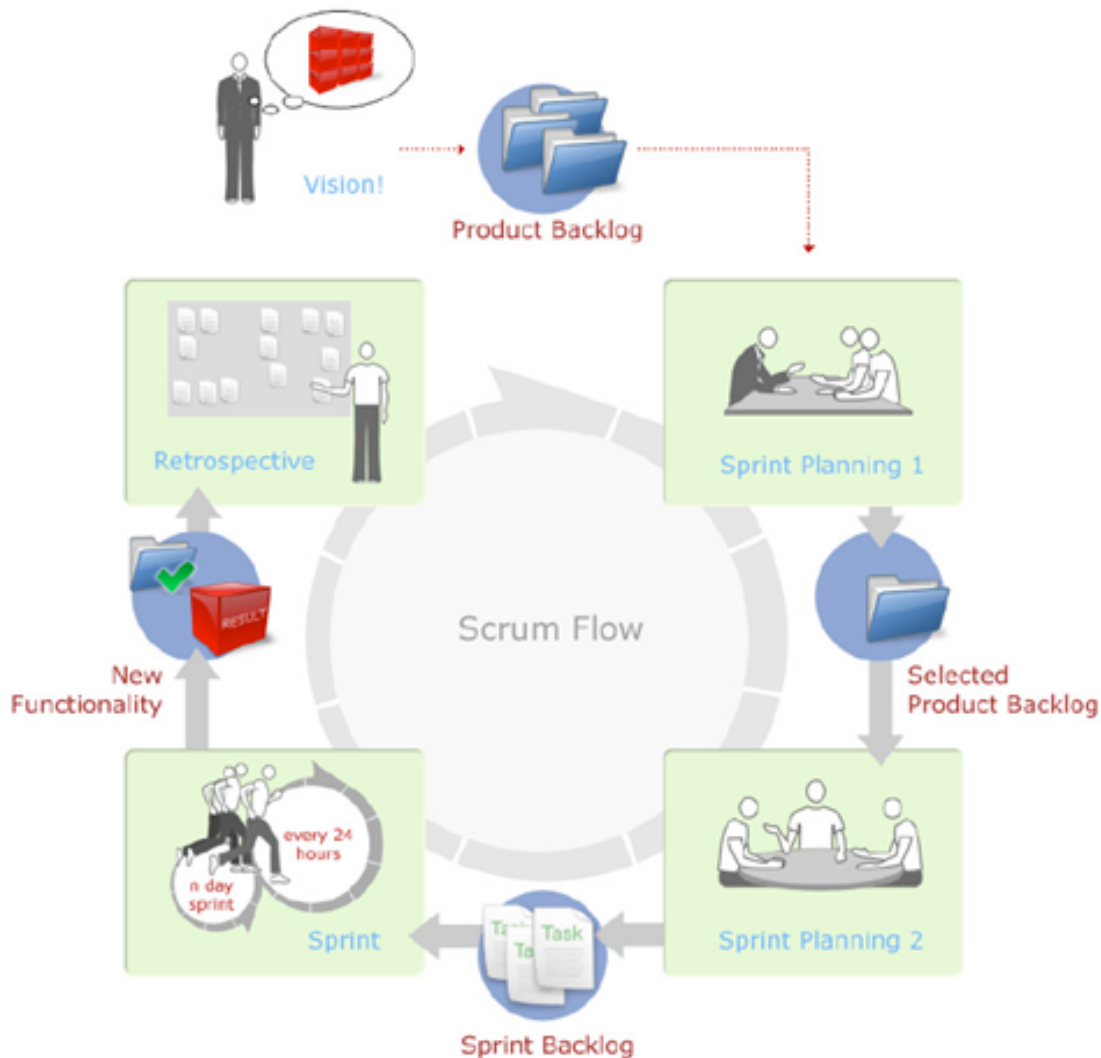 Vision!
Product Backlog
Retrospective
Sprint Planning 1
RESULT
Scrum Flow
New
Functionality
Selected
Product Backlog
every 24
hours
n day
sprint
Sprint
Task
Ta
Task
Sprint Planning 2
Sprint Backlog